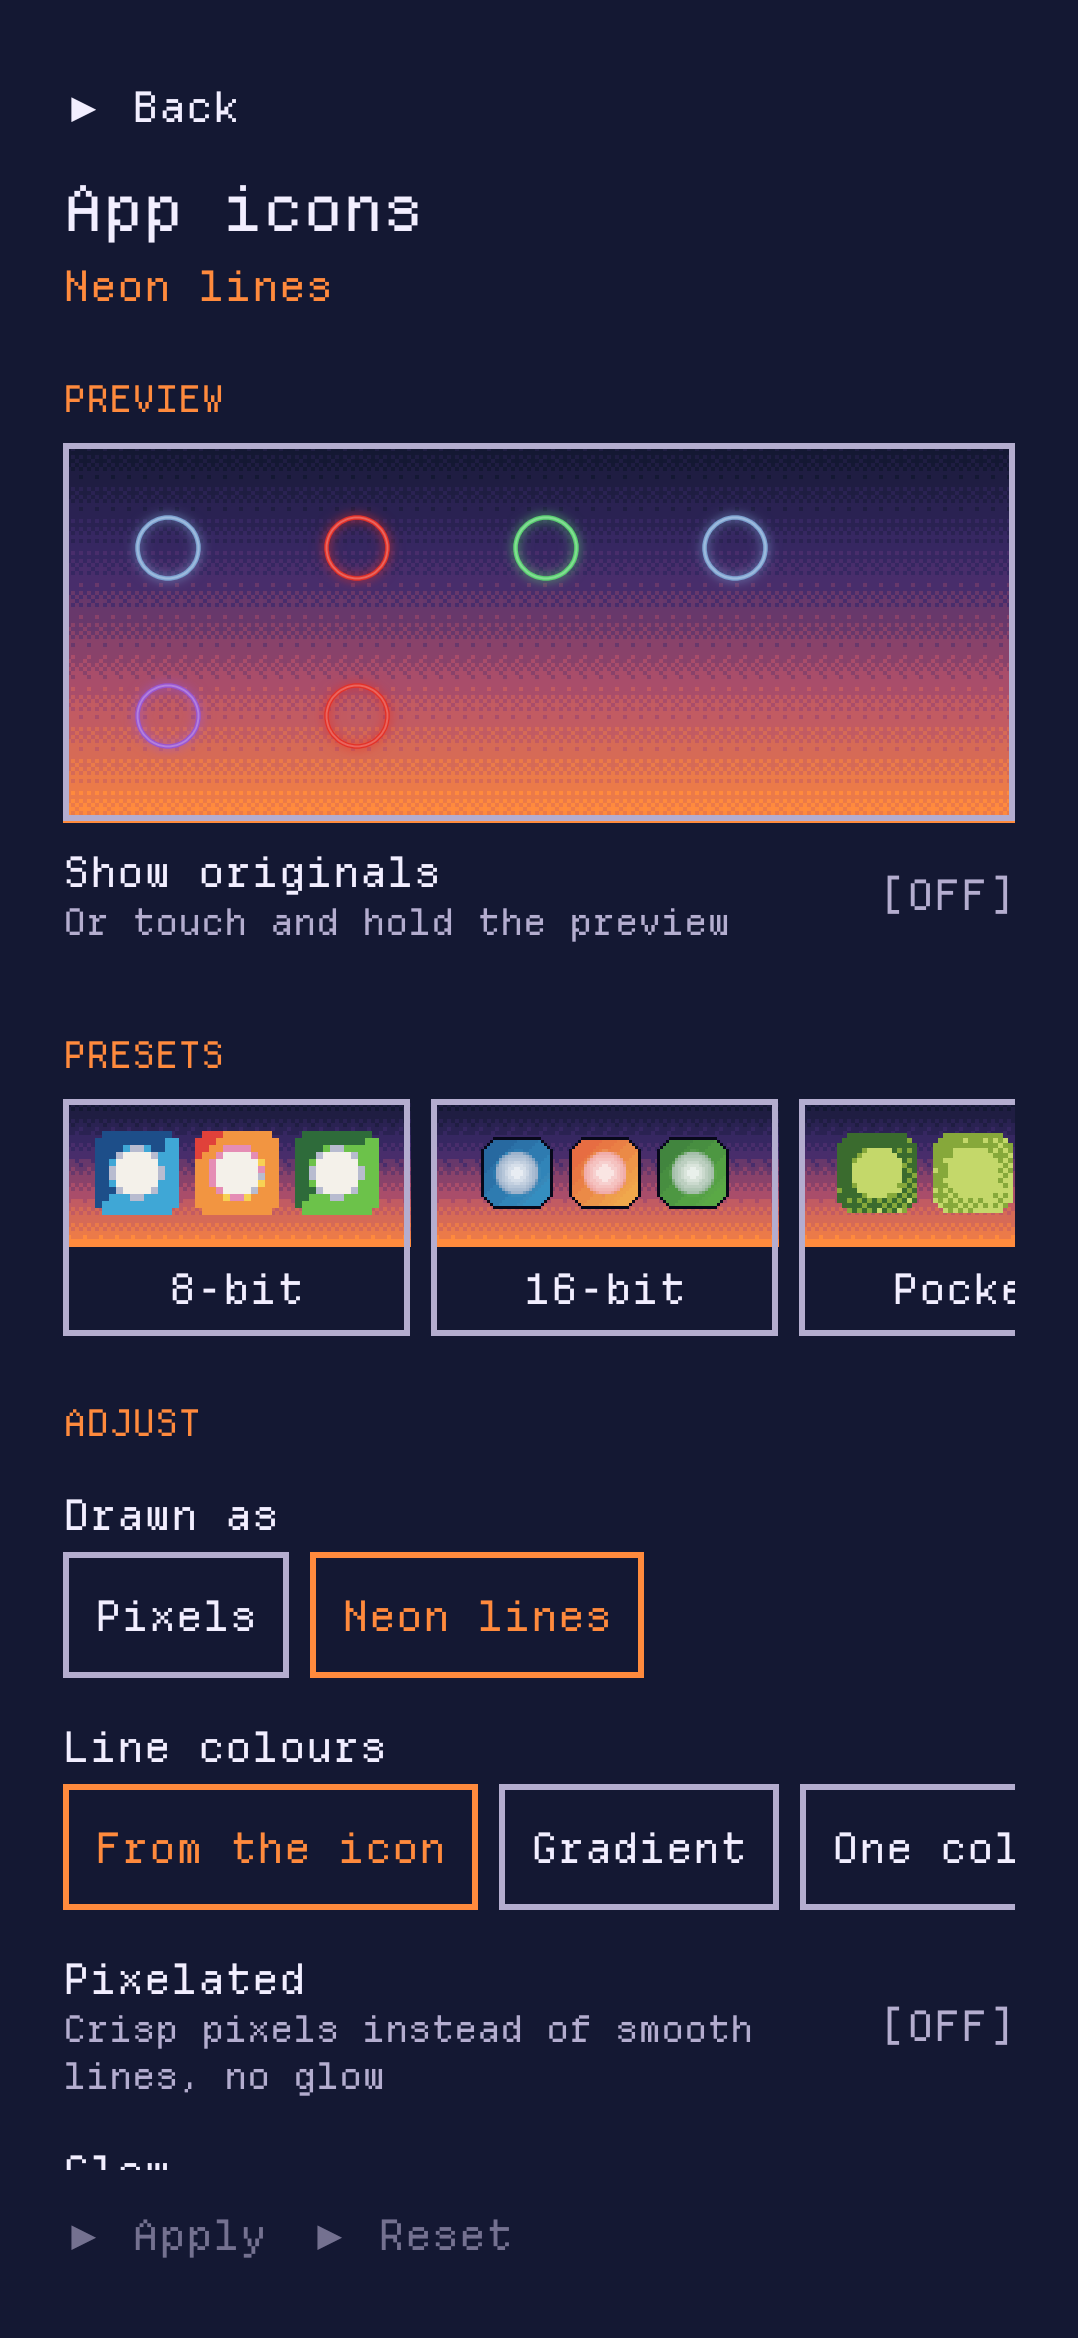 ▶ Back
App icons
Neon lines
PREVIEW
Show originals
Or touch and hold the preview
[OFF]
PRESETS
8-bit
16-bit
Pocke
ADJUST
Drawn as
Pixels
Neon lines
Line colours
From the icon
Gradient
One col
Pixelated
Crisp pixels instead of smooth
lines, no glow
[OFF]
▶ Apply ▶ Reset